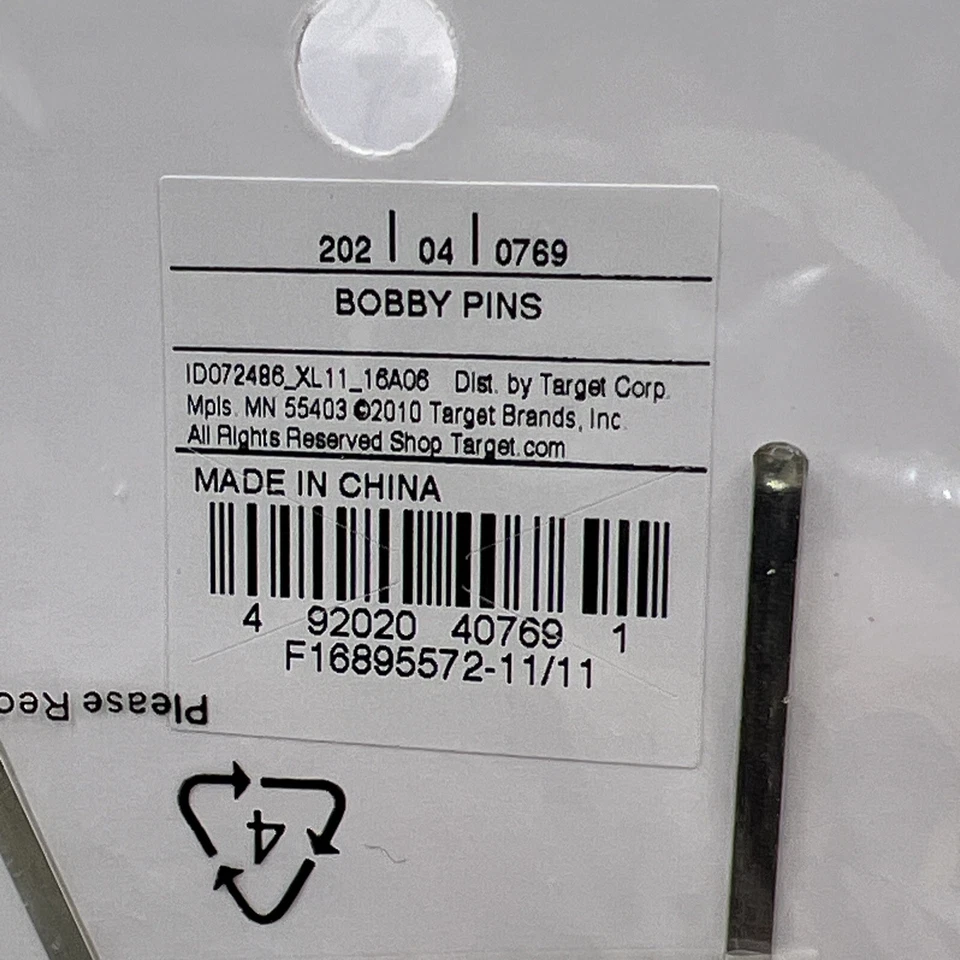 202 | 04 | 0769
BOBBY PINS
ID072486_XL11_16A06 Dist. by Target Corp.
Mpls. MN 55403 ©2010 Target Brands, Inc.
All Rights Reserved Shop Target.com
MADE IN CHINA
4 92020 40769 1
F16895572-11/11
Please
4